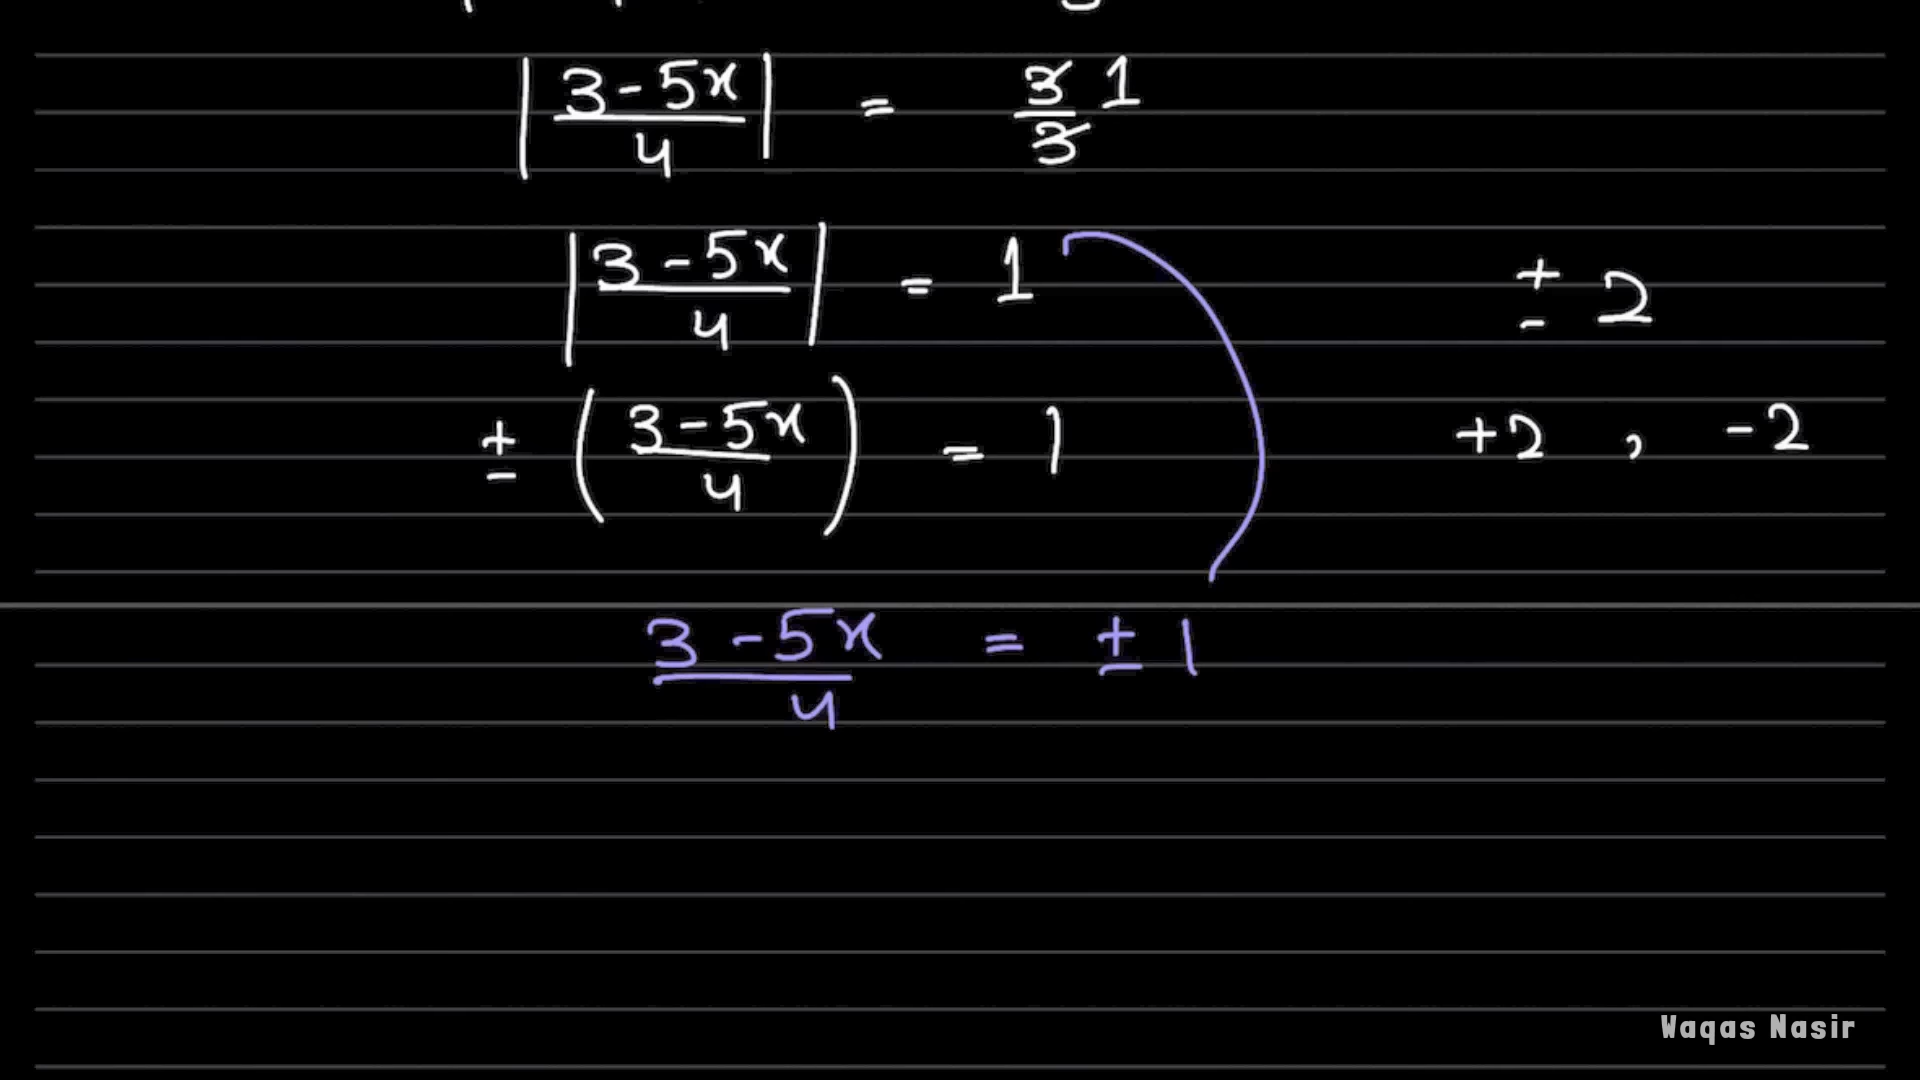 |3-5x/4| = 3/3 1
|3-5x/4| = 1
± 2
± (3-5x/4) = 1
+2 , -2
3-5x/4 = ± 1
Waqas Nasir